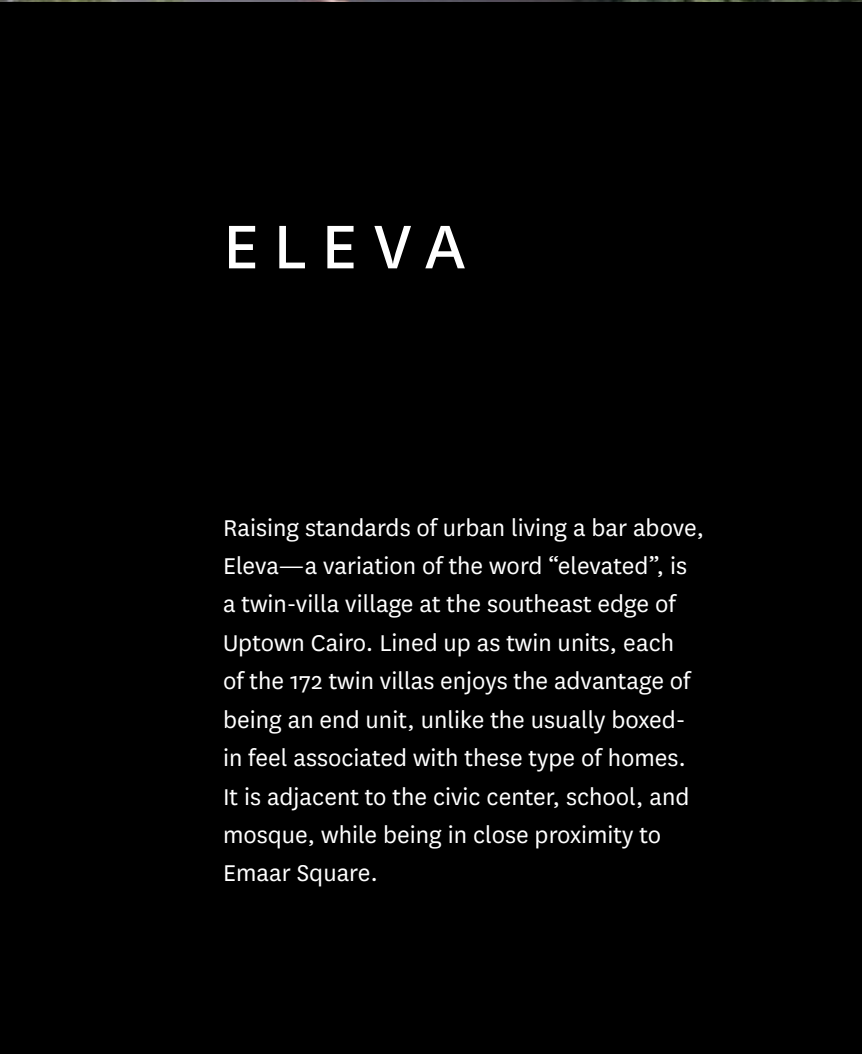 ELEVA
Raising standards of urban living a bar above,
Eleva—a variation of the word “elevated”, is
a twin-villa village at the southeast edge of
Uptown Cairo. Lined up as twin units, each
of the 172 twin villas enjoys the advantage of
being an end unit, unlike the usually boxed-
in feel associated with these type of homes.
It is adjacent to the civic center, school, and
mosque, while being in close proximity to
Emaar Square.